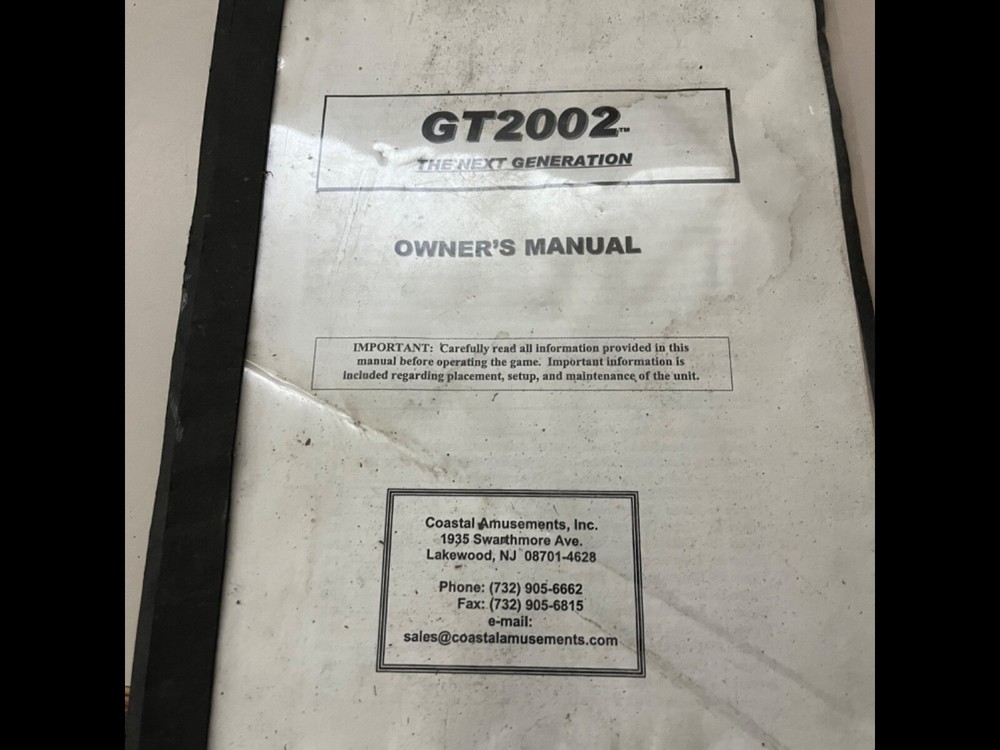 GT2002™
THE NEXT GENERATION
OWNER'S MANUAL
IMPORTANT: Carefully read all information provided in this
manual before operating the game. Important information is
included regarding placement, setup, and maintenance of the unit.
Coastal Amusements, Inc.
1935 Swarthmore Ave.
Lakewood, NJ 08701-4628
Phone: (732) 905-6662
Fax: (732) 905-6815
e-mail:
sales@coastalamusements.com